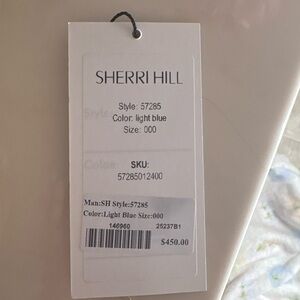 SHERRI HILL
Style: 57285
Color: light blue
Size: 000
SKU:
57285012400
Man:SH Style:57285
Color:Light Blue Size:000
146960 25237B1
$450.00